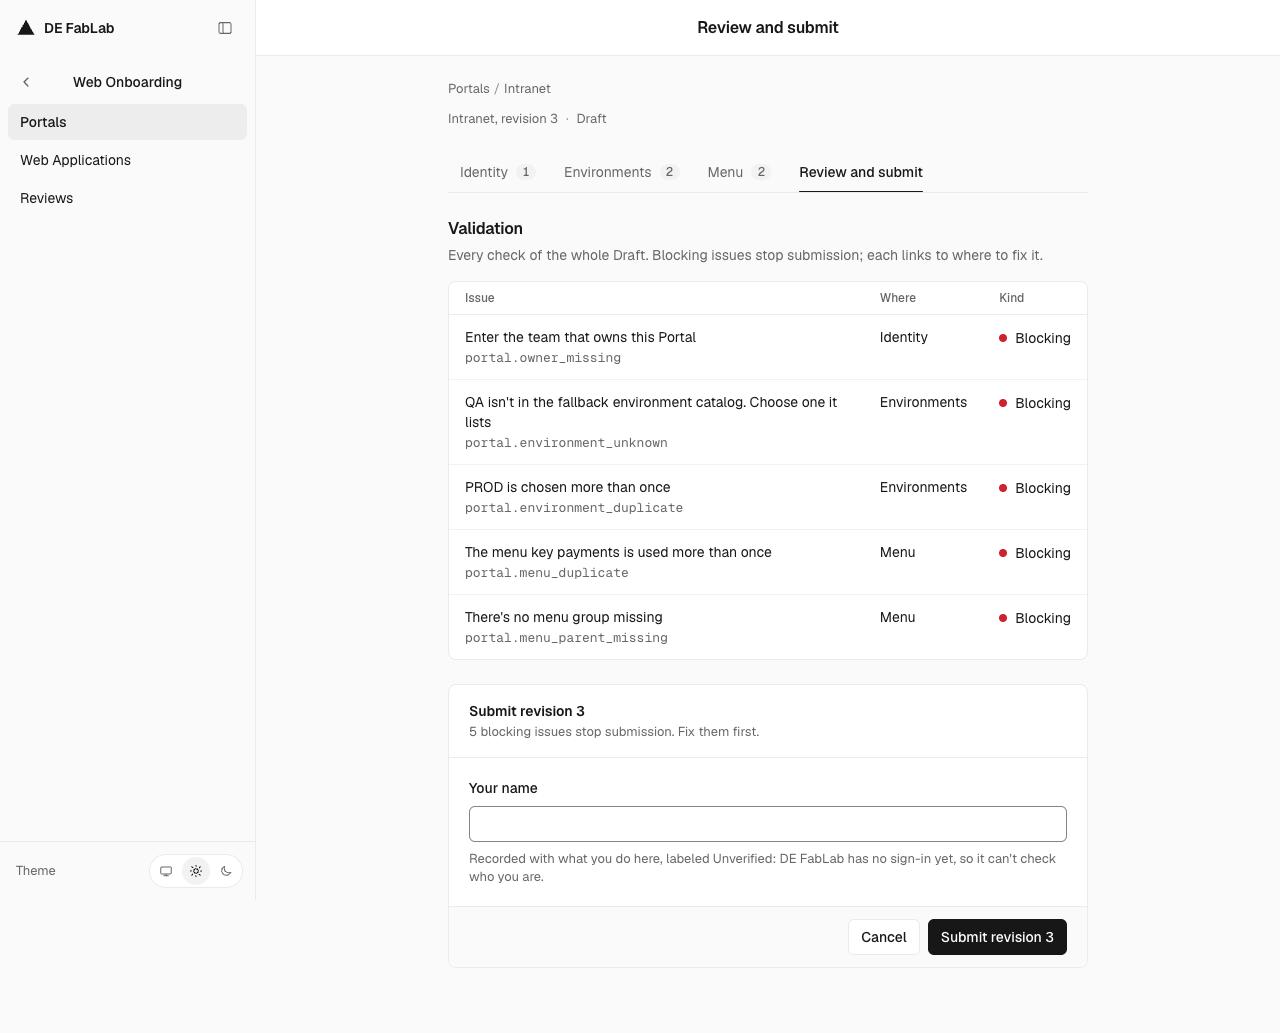 DE FabLab
Review and submit
Web Onboarding
Portals
Web Applications
Reviews
Portals / Intranet
Intranet, revision 3 · Draft
Identity 1 Environments 2 Menu 2 Review and submit
Validation
Every check of the whole Draft. Blocking issues stop submission; each links to where to fix it.
Issue Where Kind
Enter the team that owns this Portal Identity Blocking
portal.owner_missing
QA isn't in the fallback environment catalog. Choose one it Environments Blocking
lists
portal.environment_unknown
PROD is chosen more than once Environments Blocking
portal.environment_duplicate
The menu key payments is used more than once Menu Blocking
portal.menu_duplicate
There's no menu group missing Menu Blocking
portal.menu_parent_missing
Submit revision 3
5 blocking issues stop submission. Fix them first.
Your name
Recorded with what you do here, labeled Unverified: DE FabLab has no sign-in yet, so it can't check
who you are.
Cancel Submit revision 3
Theme